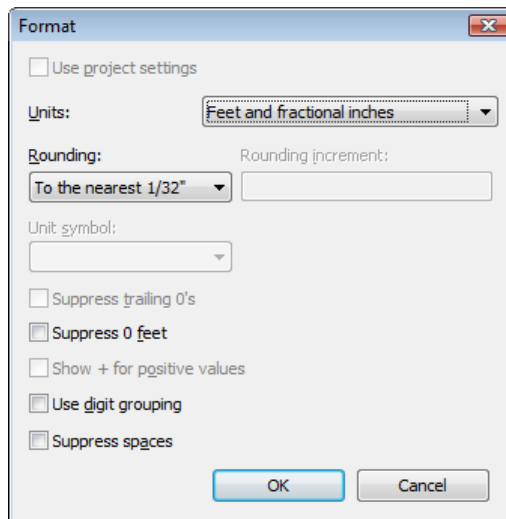 Format
Use project settings
Units: Feet and fractional inches
Rounding: Rounding increment:
To the nearest 1/32"
Unit symbol:
Suppress trailing 0's
Suppress 0 feet
Show + for positive values
Use digit grouping
Suppress spaces
OK Cancel